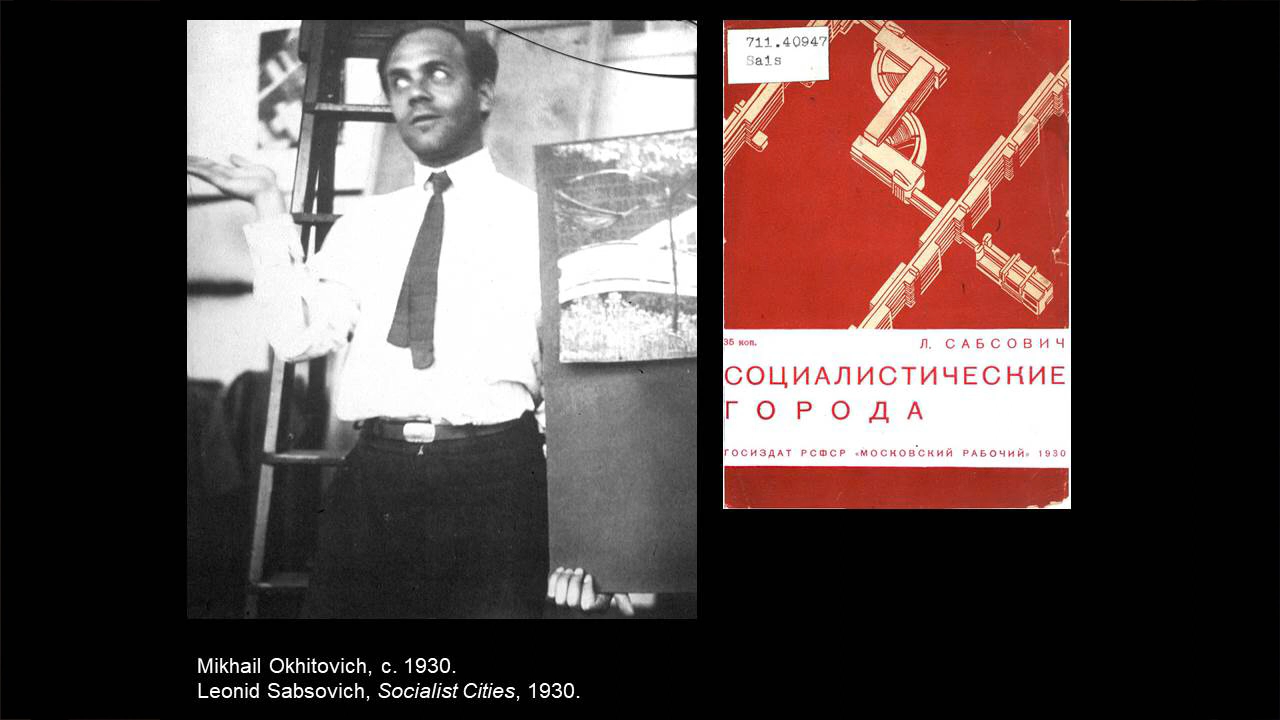 711.40947
Sa1s
35 коп.
Л. САБСОВИЧ
СОЦИАЛИСТИЧЕСКИЕ
ГОРОДА
ГОСИЗДАТ РСФСР «МОСКОВСКИЙ РАБОЧИЙ» 1930
Mikhail Okhitovich, c. 1930.
Leonid Sabsovich, Socialist Cities, 1930.